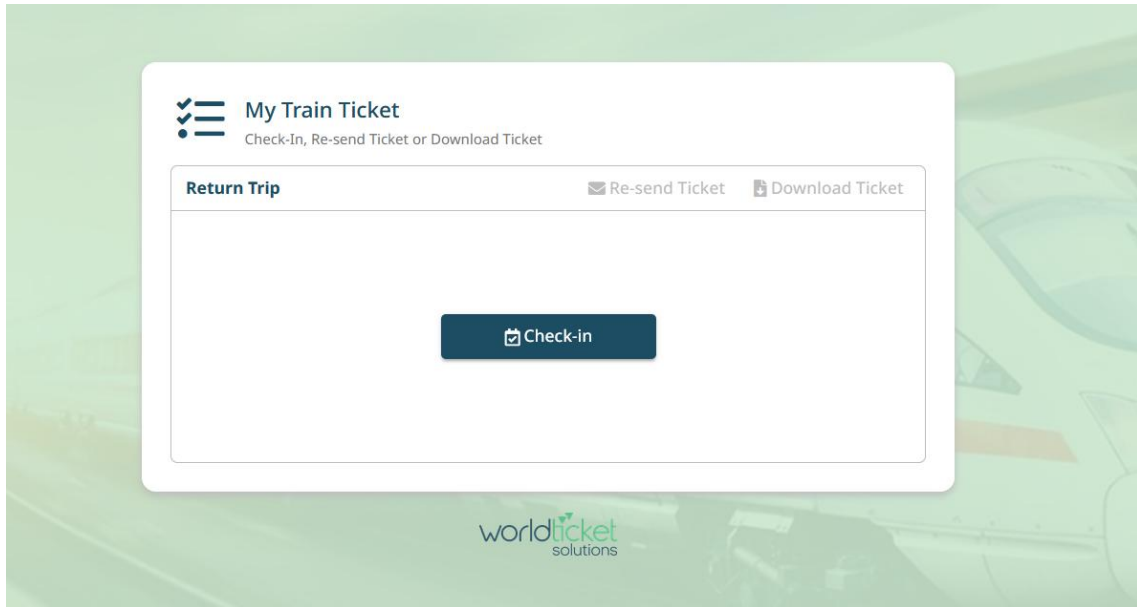 My Train Ticket
Check-In, Re-send Ticket or Download Ticket
Return Trip Re-send Ticket Download Ticket
Check-in
worldticket
solutions